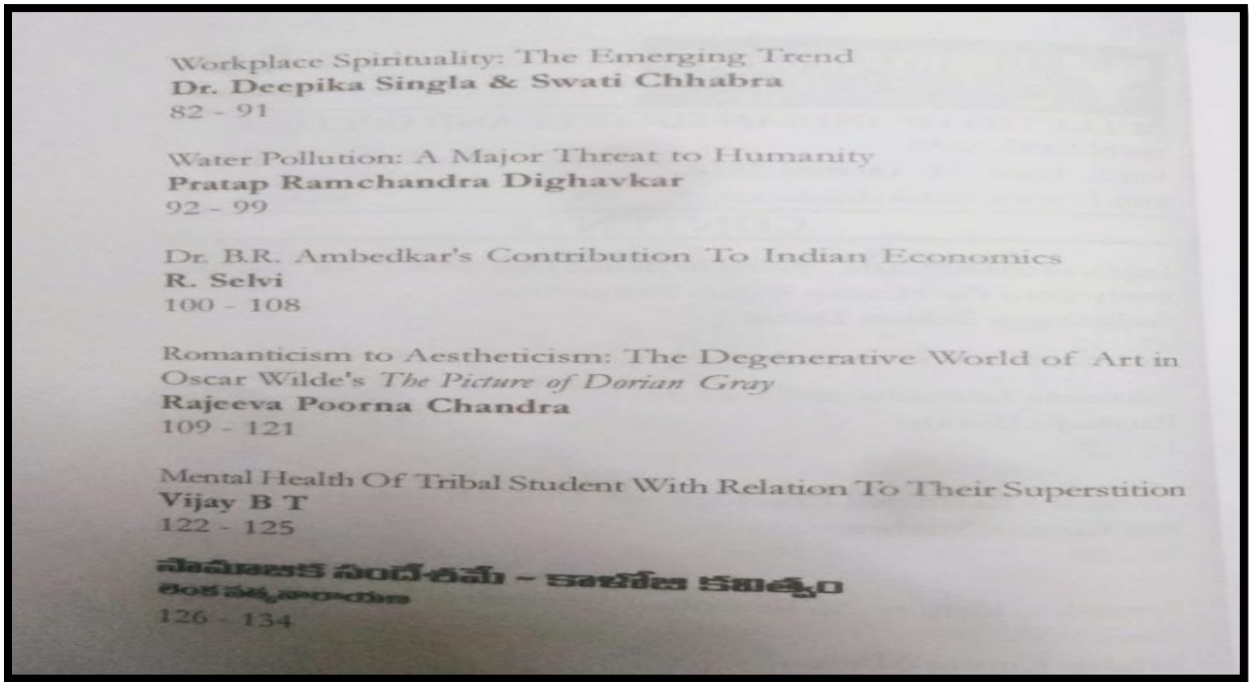 Workplace Spirituality: The Emerging Trend
Dr. Deepika Singla & Swati Chhabra
82 - 91
Water Pollution: A Major Threat to Humanity
Pratap Ramchandra Dighavkar
92 - 99
Dr. B.R. Ambedkar's Contribution To Indian Economics
R. Selvi
100 - 108
Romanticism to Aestheticism: The Degenerative World of Art in
Oscar Wilde's The Picture of Dorian Gray
Rajeeva Poorna Chandra
109 - 121
Mental Health Of Tribal Student With Relation To Their Superstition
Vijay B T
122 - 125
సామాజిక సందేశమే - కాళోజి కవిత్వం
లెంక సత్యనారాయణ
126 - 134